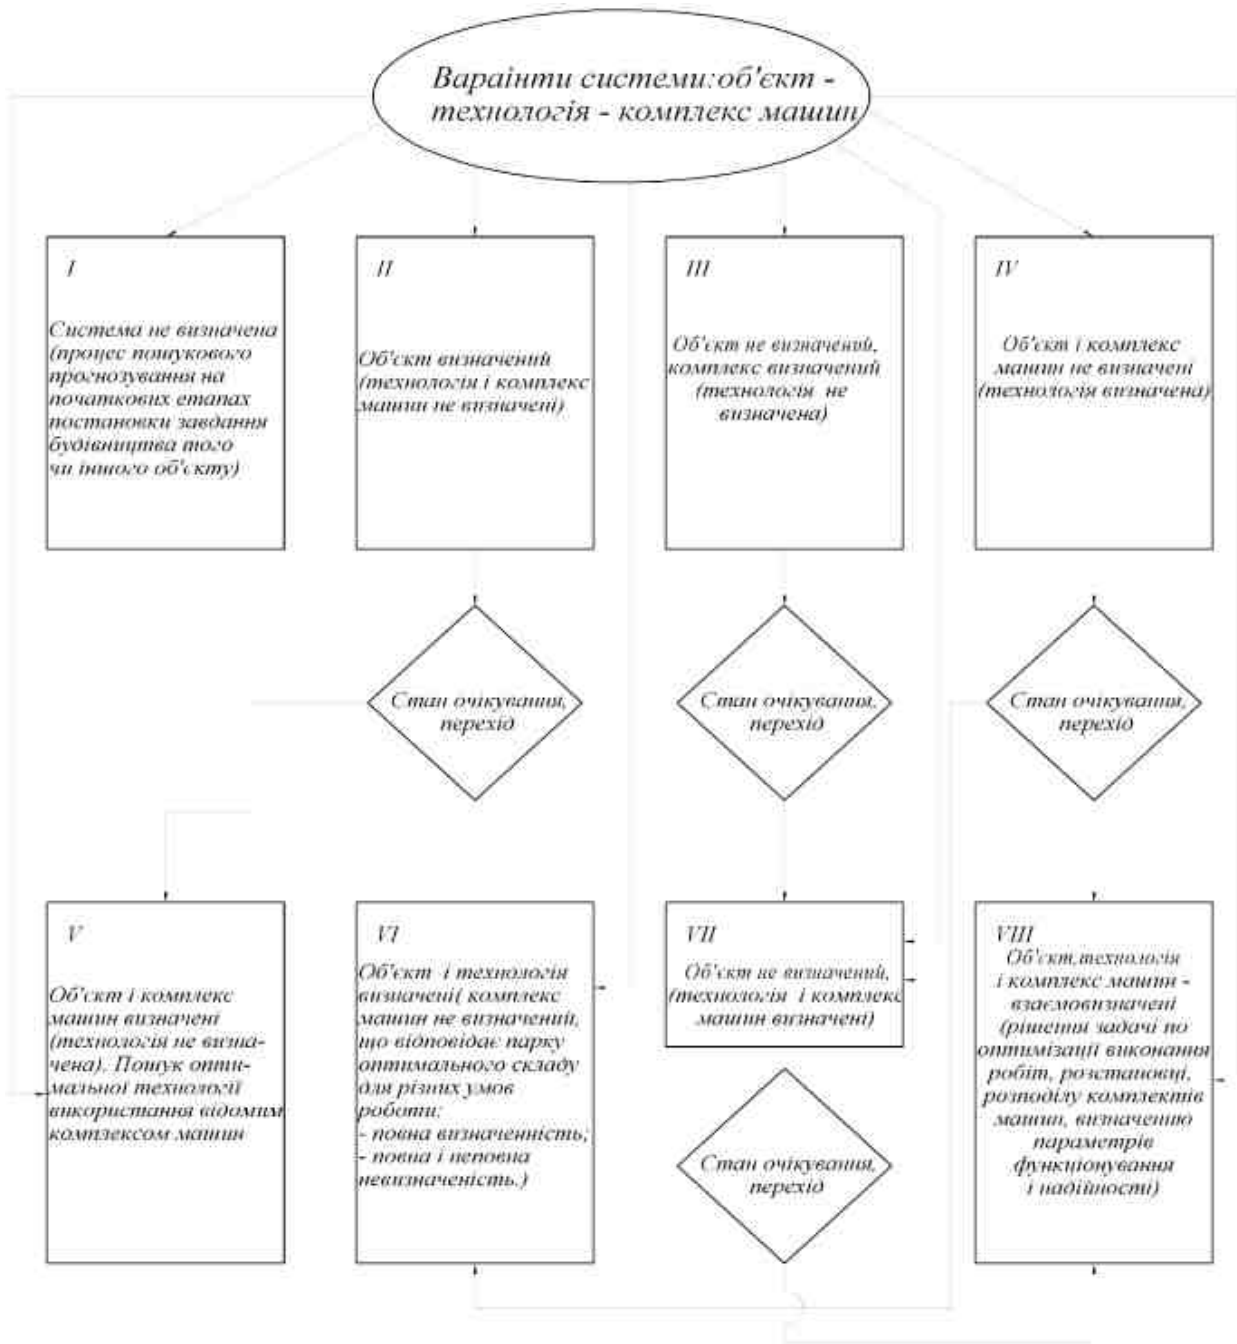 Вараінти системи:об'єкт -
технологія - комплекс машин
I
Система не визначена
(процес пошукового
прогнозування на
початкових етапах
постановки завдання
будівництва того
чи іншого об'єкту)
II
Об'єкт визначений
(технологія і комплекс
машин не визначені)
III
Об'єкт не визначений,
комплекс визначений
(технологія не
визначена)
IV
Об'єкт і комплекс
машин не визначені
(технологія визначена)
Стан очікування,
перехід
Стан очікування,
перехід
Стан очікування,
перехід
V
Об'єкт і комплекс
машин визначені
(технологія не визна-
чена). Пошук опти-
мальної технології
використання відомим
комплексом машин
VI
Об'єкт і технологія
визначені( комплекс
машин не визначений,
що відповідає парку
оптимального складу
для різних умов
роботи:
- повна визначенність;
- повна і неповна
невизначеність.)
VII
Об'єкт не визначений,
(технологія і комплекс
машин визначені)
Стан очікування,
перехід
VIII
Об'єкт,технологія
і комплекс машин -
взаємовизначені
(рішення задачі по
оптимізації виконання
робіт, розстановці,
розподілу комплектів
машин, визначенню
параметрів
функціонування
і надійності)